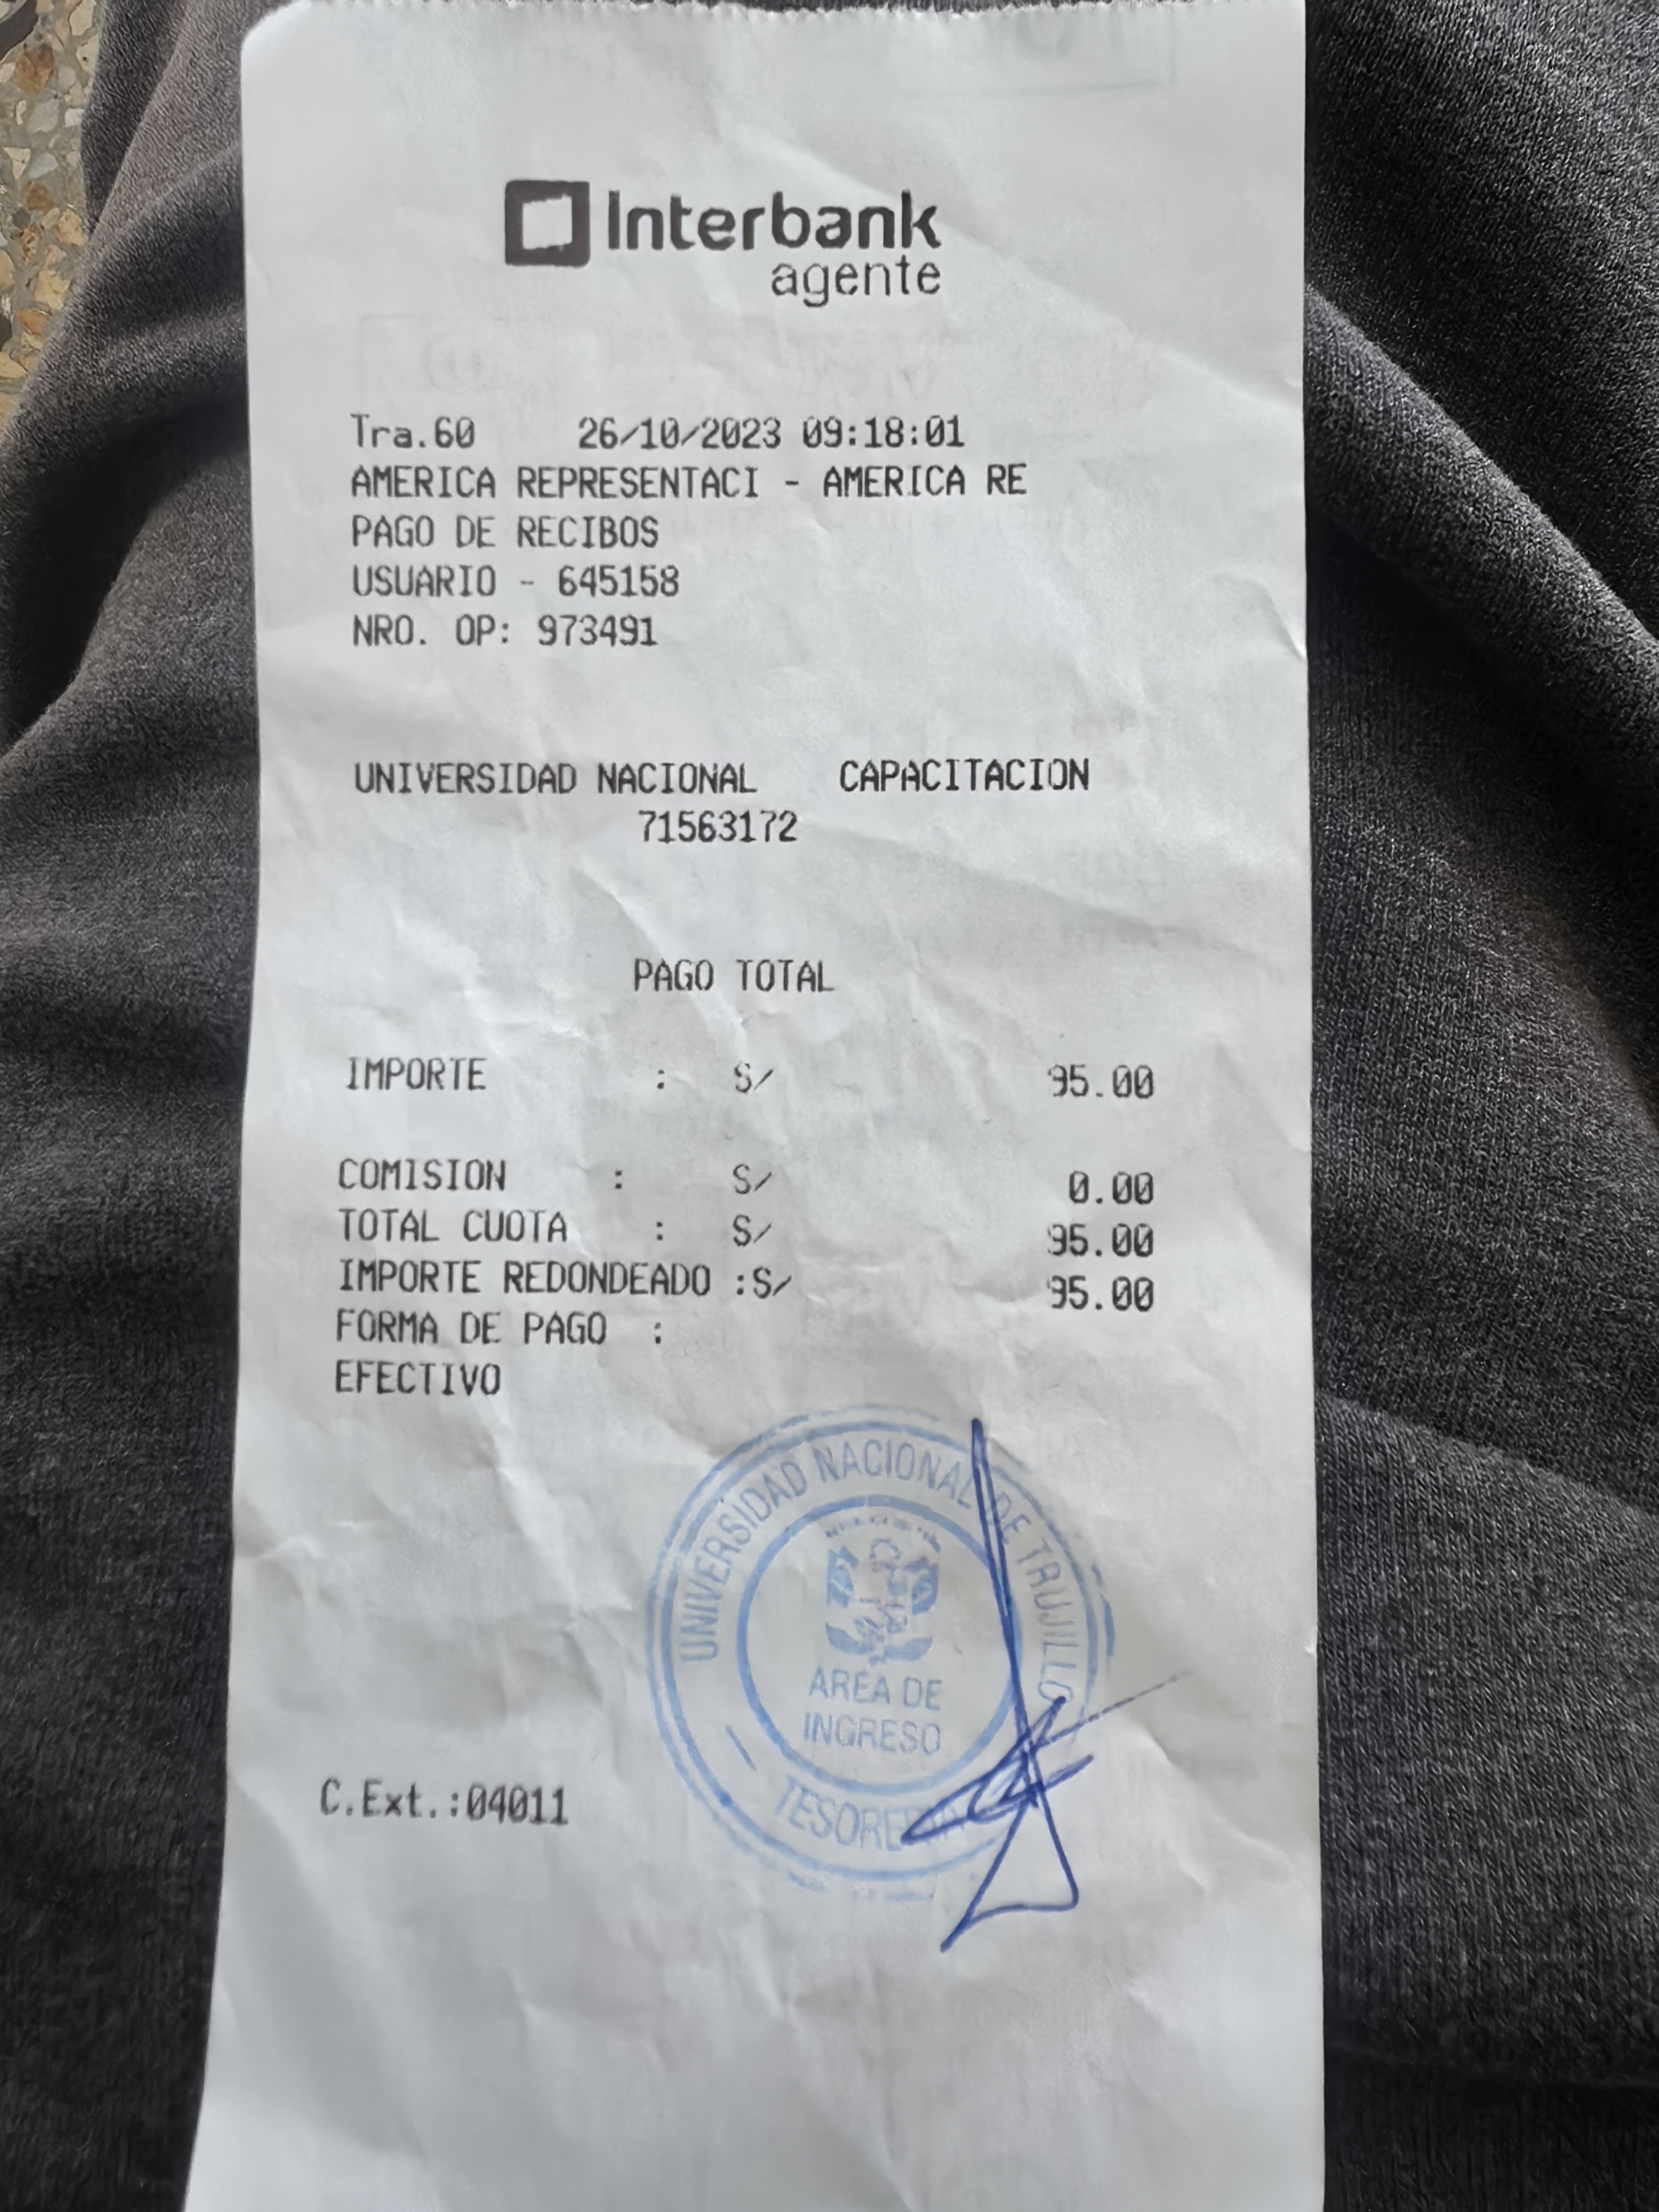 Interbank
agente
Tra.60 26/10/2023 09:18:01
AMERICA REPRESENTACI - AMERICA RE
PAGO DE RECIBOS
USUARIO - 645158
NRO. OP: 973491
UNIVERSIDAD NACIONAL CAPACITACION
71563172
PAGO TOTAL
IMPORTE : S/ 95.00
COMISION : S/ 0.00
TOTAL CUOTA : S/ 95.00
IMPORTE REDONDEADO :S/ 95.00
FORMA DE PAGO :
EFECTIVO
UNIVERSIDAD NACIONAL DE TRUJILLO
AREA DE
INGRESO
C.Ext.:04011